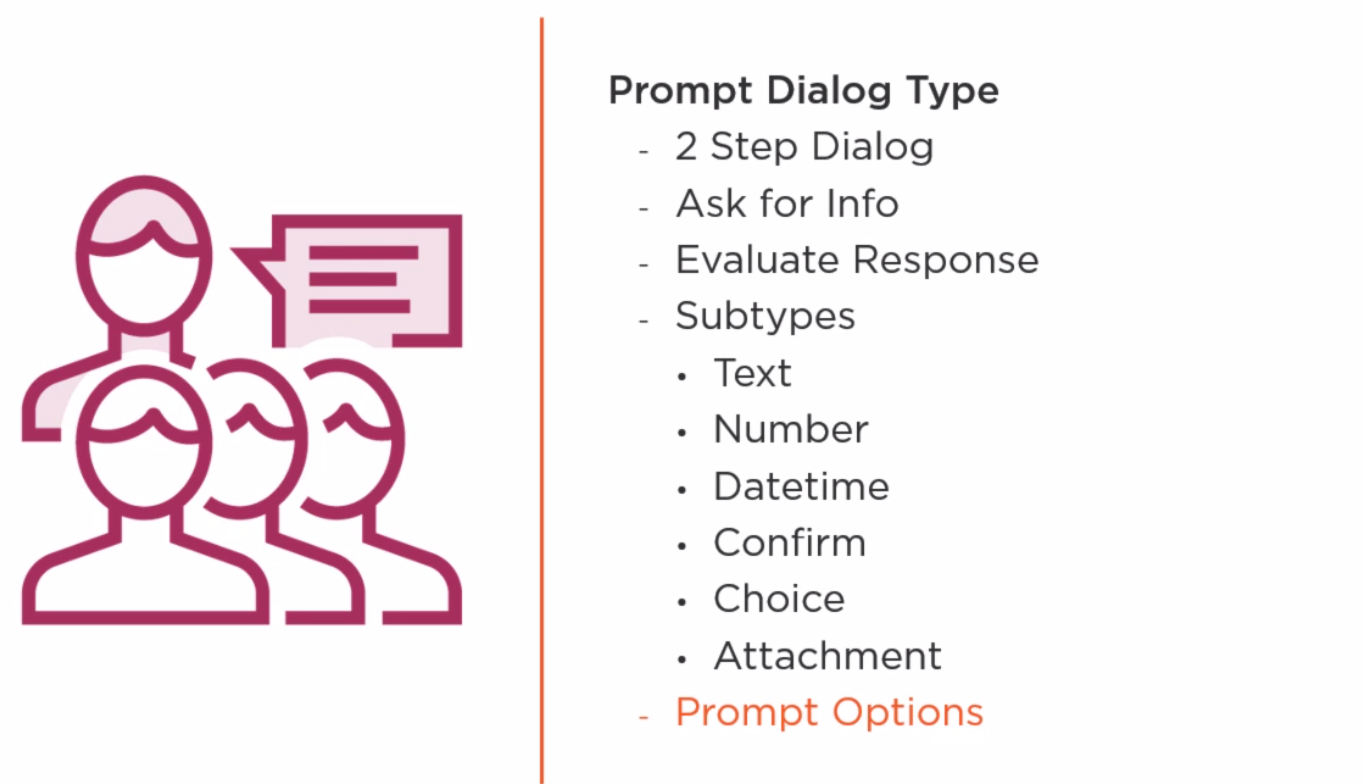 Prompt Dialog Type
- 2 Step Dialog
- Ask for Info
- Evaluate Response
- Subtypes
• Text
• Number
• Datetime
• Confirm
• Choice
• Attachment
- Prompt Options